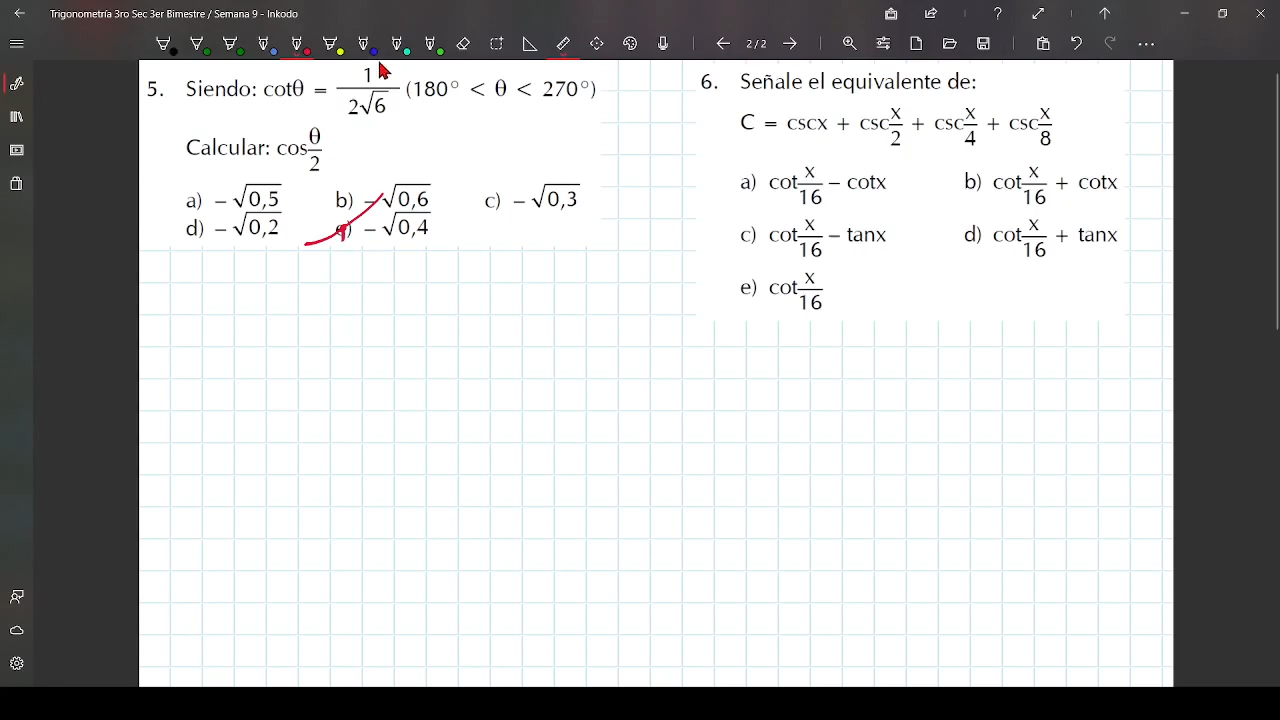 Trigonometría 3ro Sec 3er Bimestre / Semana 9 - Inkodo
2/2
5. Siendo: cotθ = 1/(2√6) (180° < θ < 270°)
Calcular: cos θ/2
a) – √0,5 b) – √0,6 c) – √0,3
d) – √0,2 e) – √0,4
6. Señale el equivalente de:
C = cscx + csc x/2 + csc x/4 + csc x/8
a) cot x/16 – cotx b) cot x/16 + cotx
c) cot x/16 – tanx d) cot x/16 + tanx
e) cot x/16